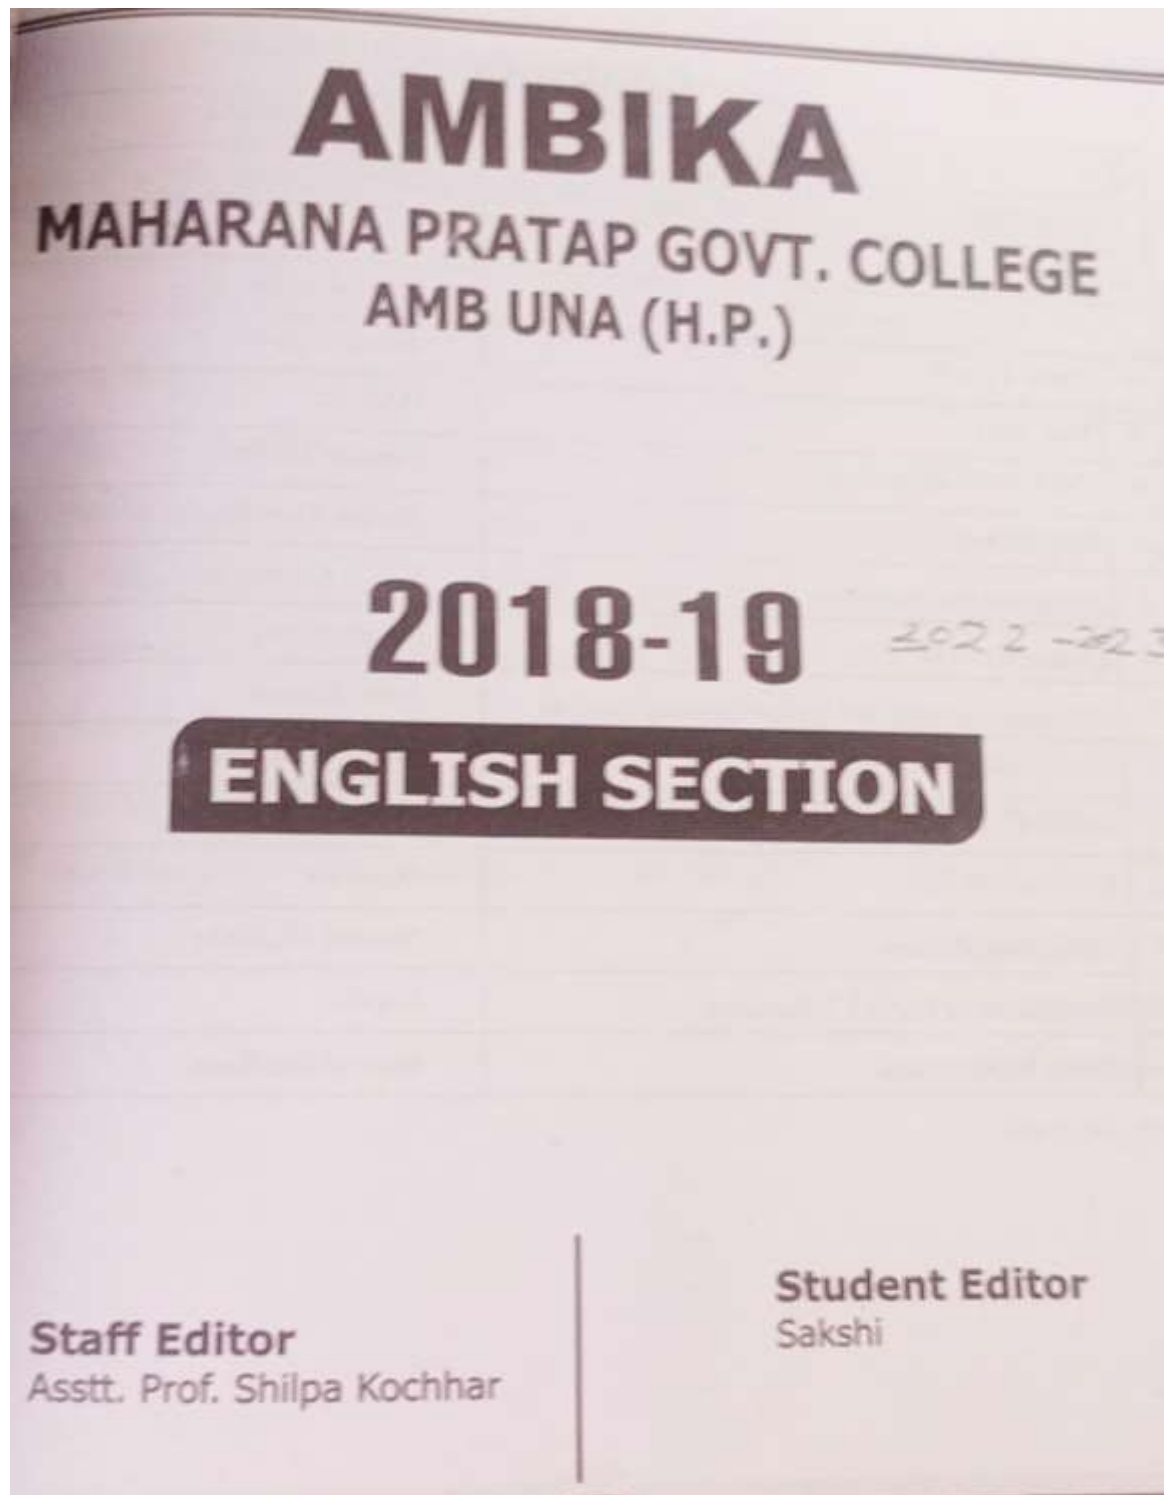 AMBIKA
MAHARANA PRATAP GOVT. COLLEGE
AMB UNA (H.P.)
2018-19 2022-2023
ENGLISH SECTION
Staff Editor
Asstt. Prof. Shilpa Kochhar
Student Editor
Sakshi